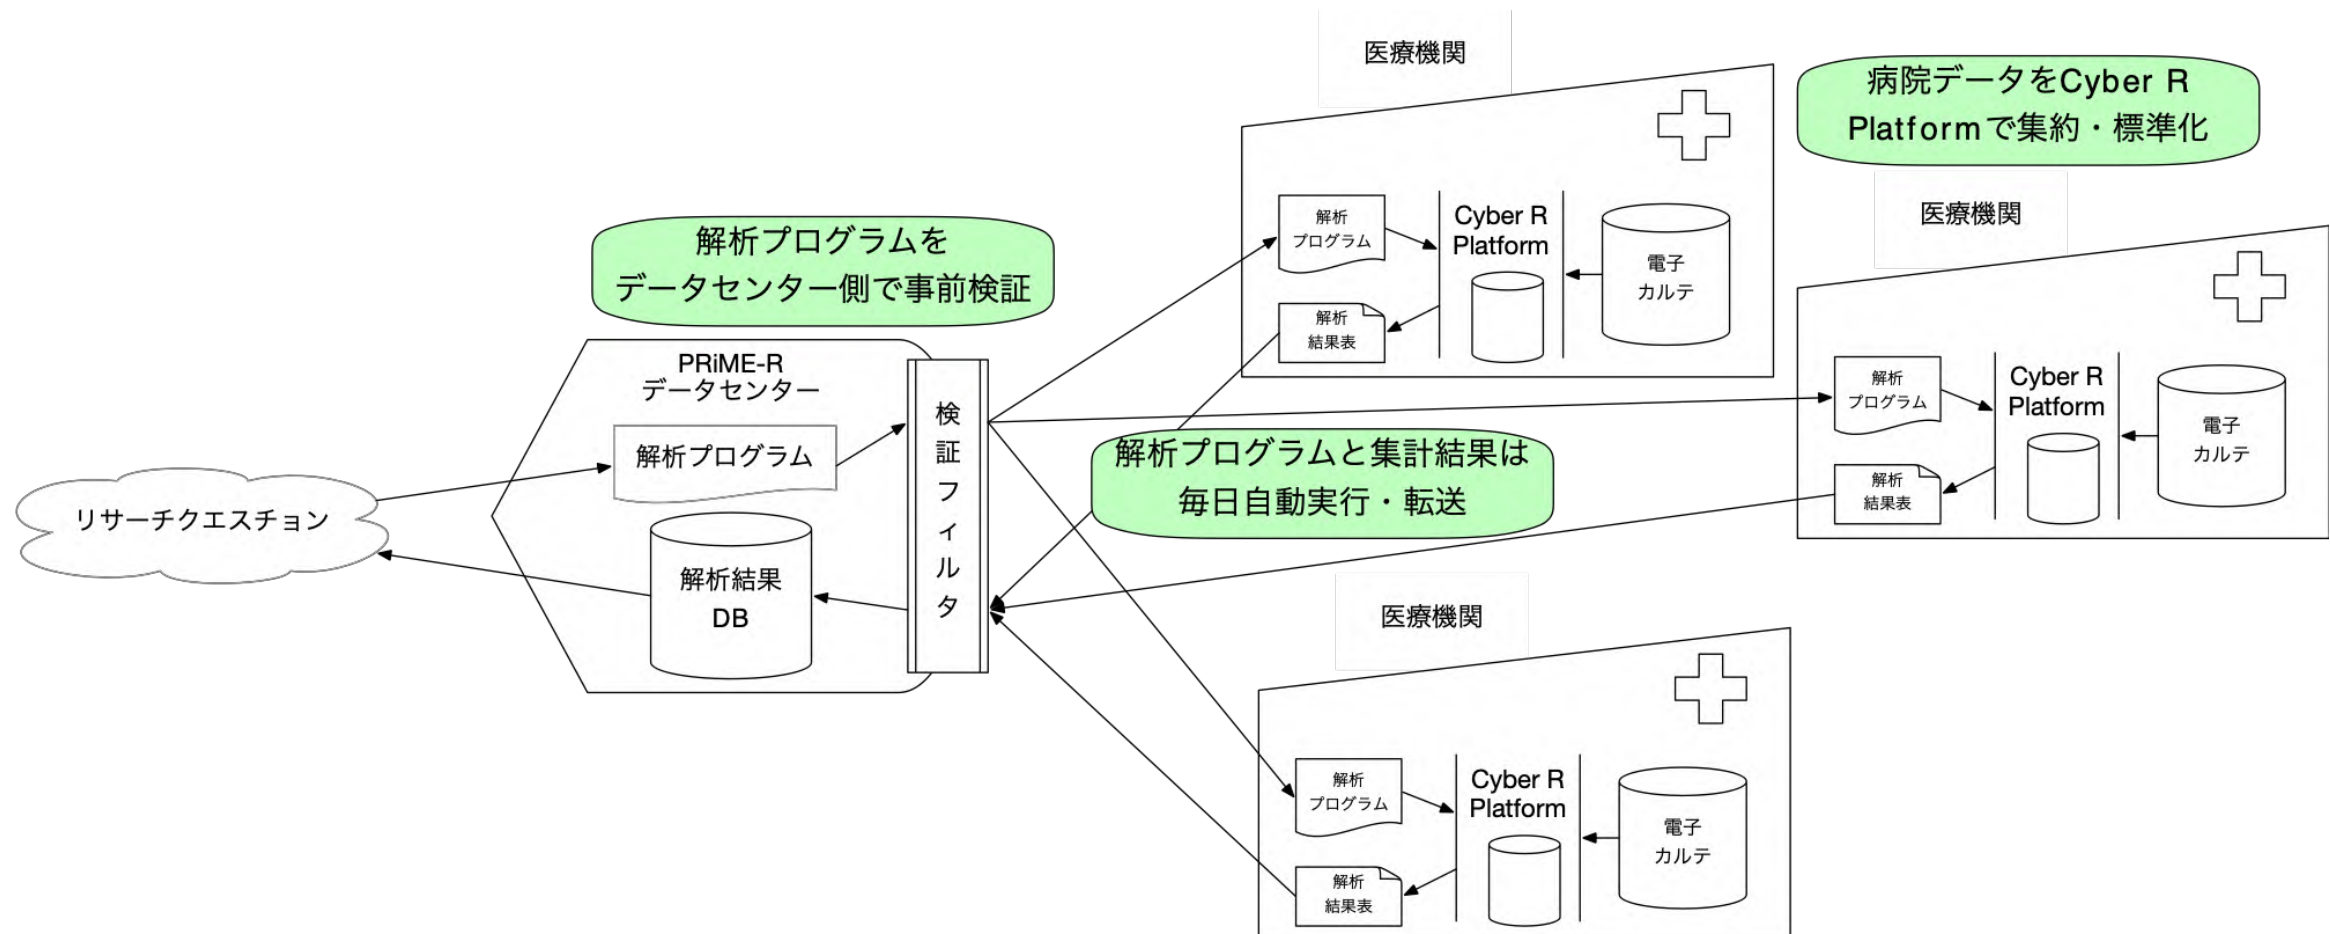 医療機関
病院データをCyber R
Platformで集約・標準化
解析
プログラム
Cyber R
Platform
電子
カルテ
解析
結果表
医療機関
解析
プログラム
Cyber R
Platform
電子
カルテ
解析
結果表
解析プログラムを
データセンター側で事前検証
PRiME-R
データセンター
解析プログラム
検証フィルタ
解析結果
DB
リサーチクエスチョン
解析プログラムと集計結果は
毎日自動実行・転送
医療機関
解析
プログラム
Cyber R
Platform
電子
カルテ
解析
結果表